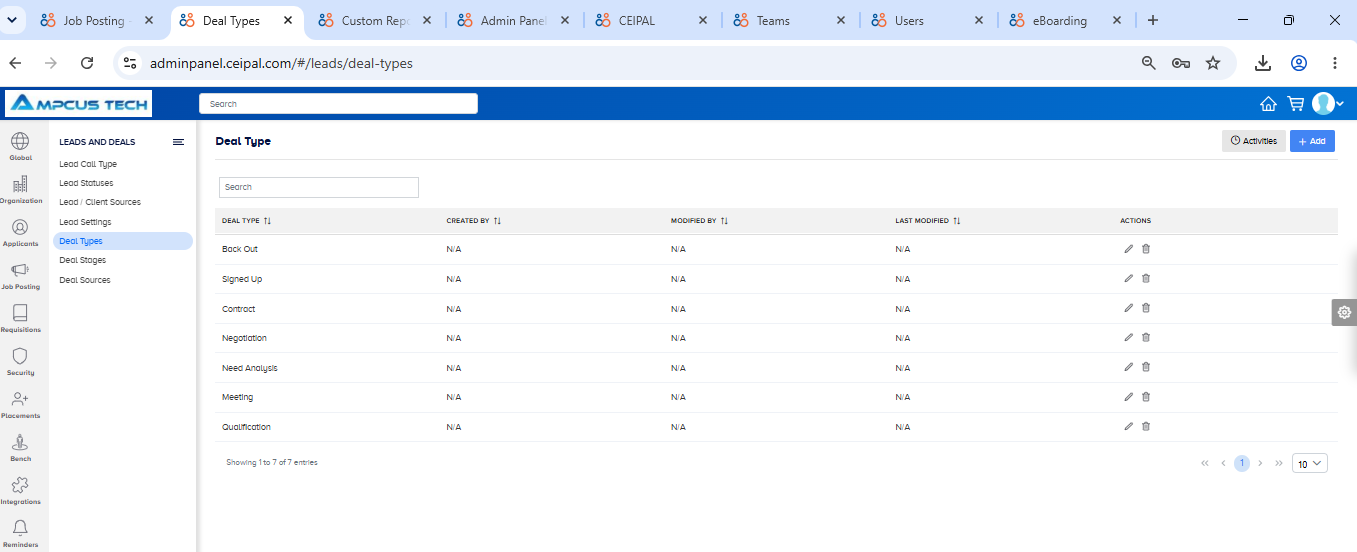 Job Posting -
Deal Types
Custom Repo
Admin Panel
CEIPAL
Teams
Users
eBoarding
adminpanel.ceipal.com/#/leads/deal-types
AMPCUS TECH
Search
Global
Organization
Applicants
Job Posting
Requisitions
Security
Placements
Bench
Integrations
Reminders
LEADS AND DEALS
Lead Call Type
Lead Statuses
Lead / Client Sources
Lead Settings
Deal Types
Deal Stages
Deal Sources
Deal Type
Activities
+ Add
Search
DEAL TYPE CREATED BY MODIFIED BY LAST MODIFIED ACTIONS
Back Out N/A N/A N/A
Signed Up N/A N/A N/A
Contract N/A N/A N/A
Negotiation N/A N/A N/A
Need Analysis N/A N/A N/A
Meeting N/A N/A N/A
Qualification N/A N/A N/A
Showing 1 to 7 of 7 entries
« ‹ 1 › » 10